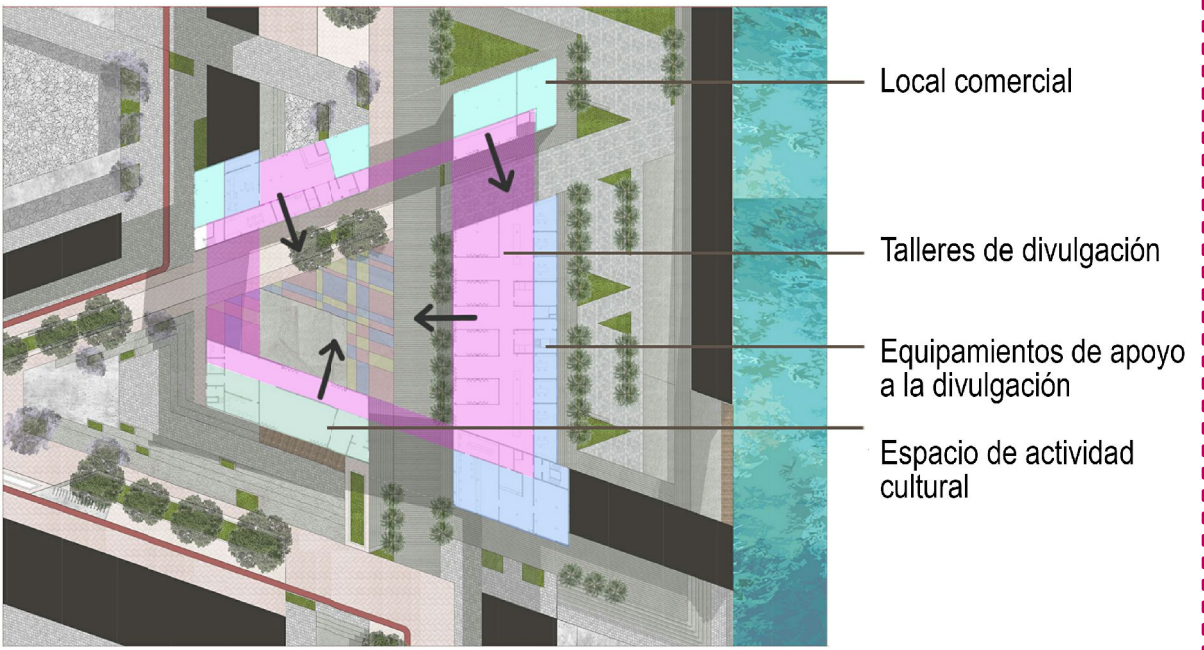 Local comercial
Talleres de divulgación
Equipamientos de apoyo
a la divulgación
Espacio de actividad
cultural